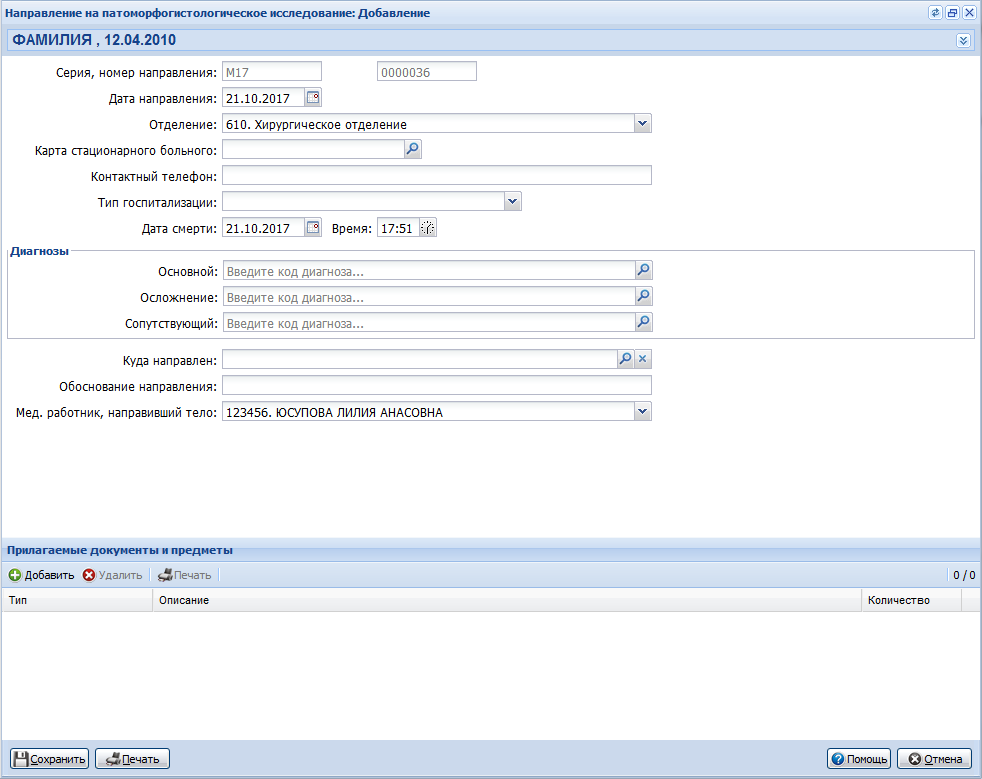 Направление на патоморфогистологическое исследование: Добавление
ФАМИЛИЯ , 12.04.2010
Серия, номер направления: М17 0000036
Дата направления: 21.10.2017
Отделение: 610. Хирургическое отделение
Карта стационарного больного:
Контактный телефон:
Тип госпитализации:
Дата смерти: 21.10.2017 Время: 17:51
Диагнозы
Основной: Введите код диагноза...
Осложнение: Введите код диагноза...
Сопутствующий: Введите код диагноза...
Куда направлен:
Обоснование направления:
Мед. работник, направивший тело: 123456. ЮСУПОВА ЛИЛИЯ АНАСОВНА
Прилагаемые документы и предметы
Добавить Удалить Печать 0 / 0
Тип Описание Количество
Сохранить Печать Помощь Отмена